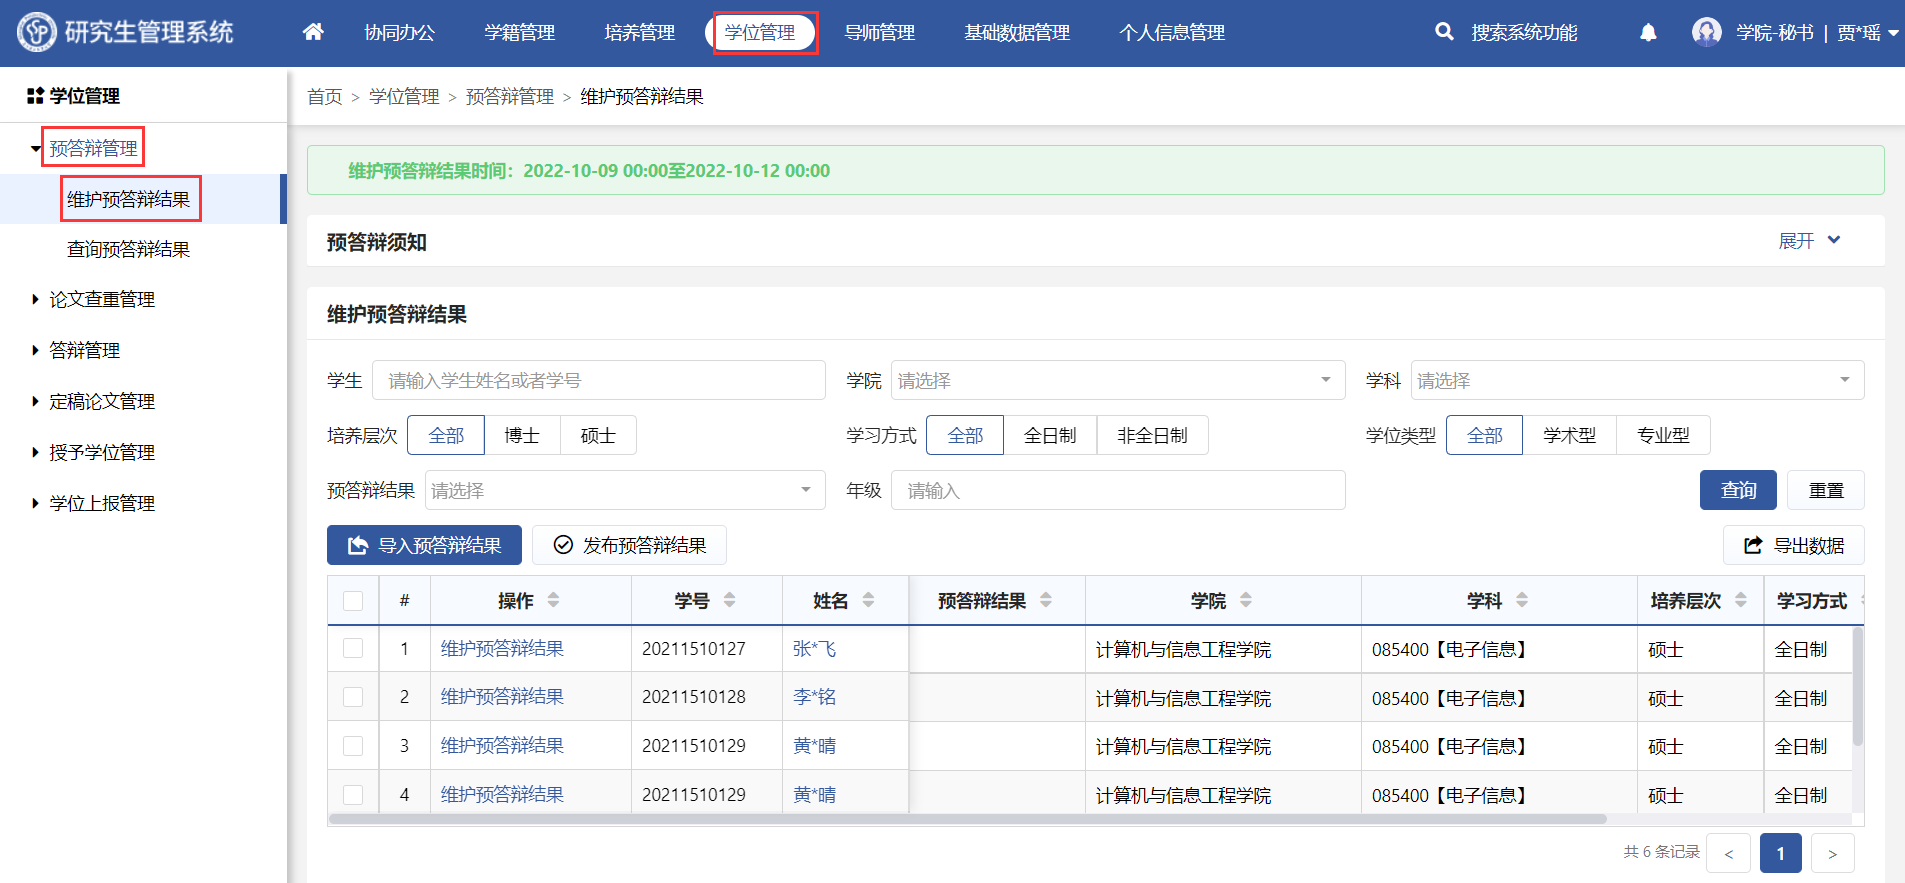 研究生管理系统 协同办公 学籍管理 培养管理 学位管理 导师管理 基础数据管理 个人信息管理 搜索系统功能 学院-秘书 | 贾*瑶
学位管理
预答辩管理
维护预答辩结果
查询预答辩结果
论文查重管理
答辩管理
定稿论文管理
授予学位管理
学位上报管理
首页 > 学位管理 > 预答辩管理 > 维护预答辩结果
维护预答辩结果时间：2022-10-09 00:00至2022-10-12 00:00
预答辩须知 展开
维护预答辩结果
学生 请输入学生姓名或者学号 学院 请选择 学科 请选择
培养层次 全部 博士 硕士 学习方式 全部 全日制 非全日制 学位类型 全部 学术型 专业型
预答辩结果 请选择 年级 请输入 查询 重置
导入预答辩结果 发布预答辩结果 导出数据
# 操作 学号 姓名 预答辩结果 学院 学科 培养层次 学习方式
1 维护预答辩结果 20211510127 张*飞 计算机与信息工程学院 085400【电子信息】 硕士 全日制
2 维护预答辩结果 20211510128 李*铭 计算机与信息工程学院 085400【电子信息】 硕士 全日制
3 维护预答辩结果 20211510129 黄*晴 计算机与信息工程学院 085400【电子信息】 硕士 全日制
4 维护预答辩结果 20211510129 黄*晴 计算机与信息工程学院 085400【电子信息】 硕士 全日制
共 6 条记录 < 1 >